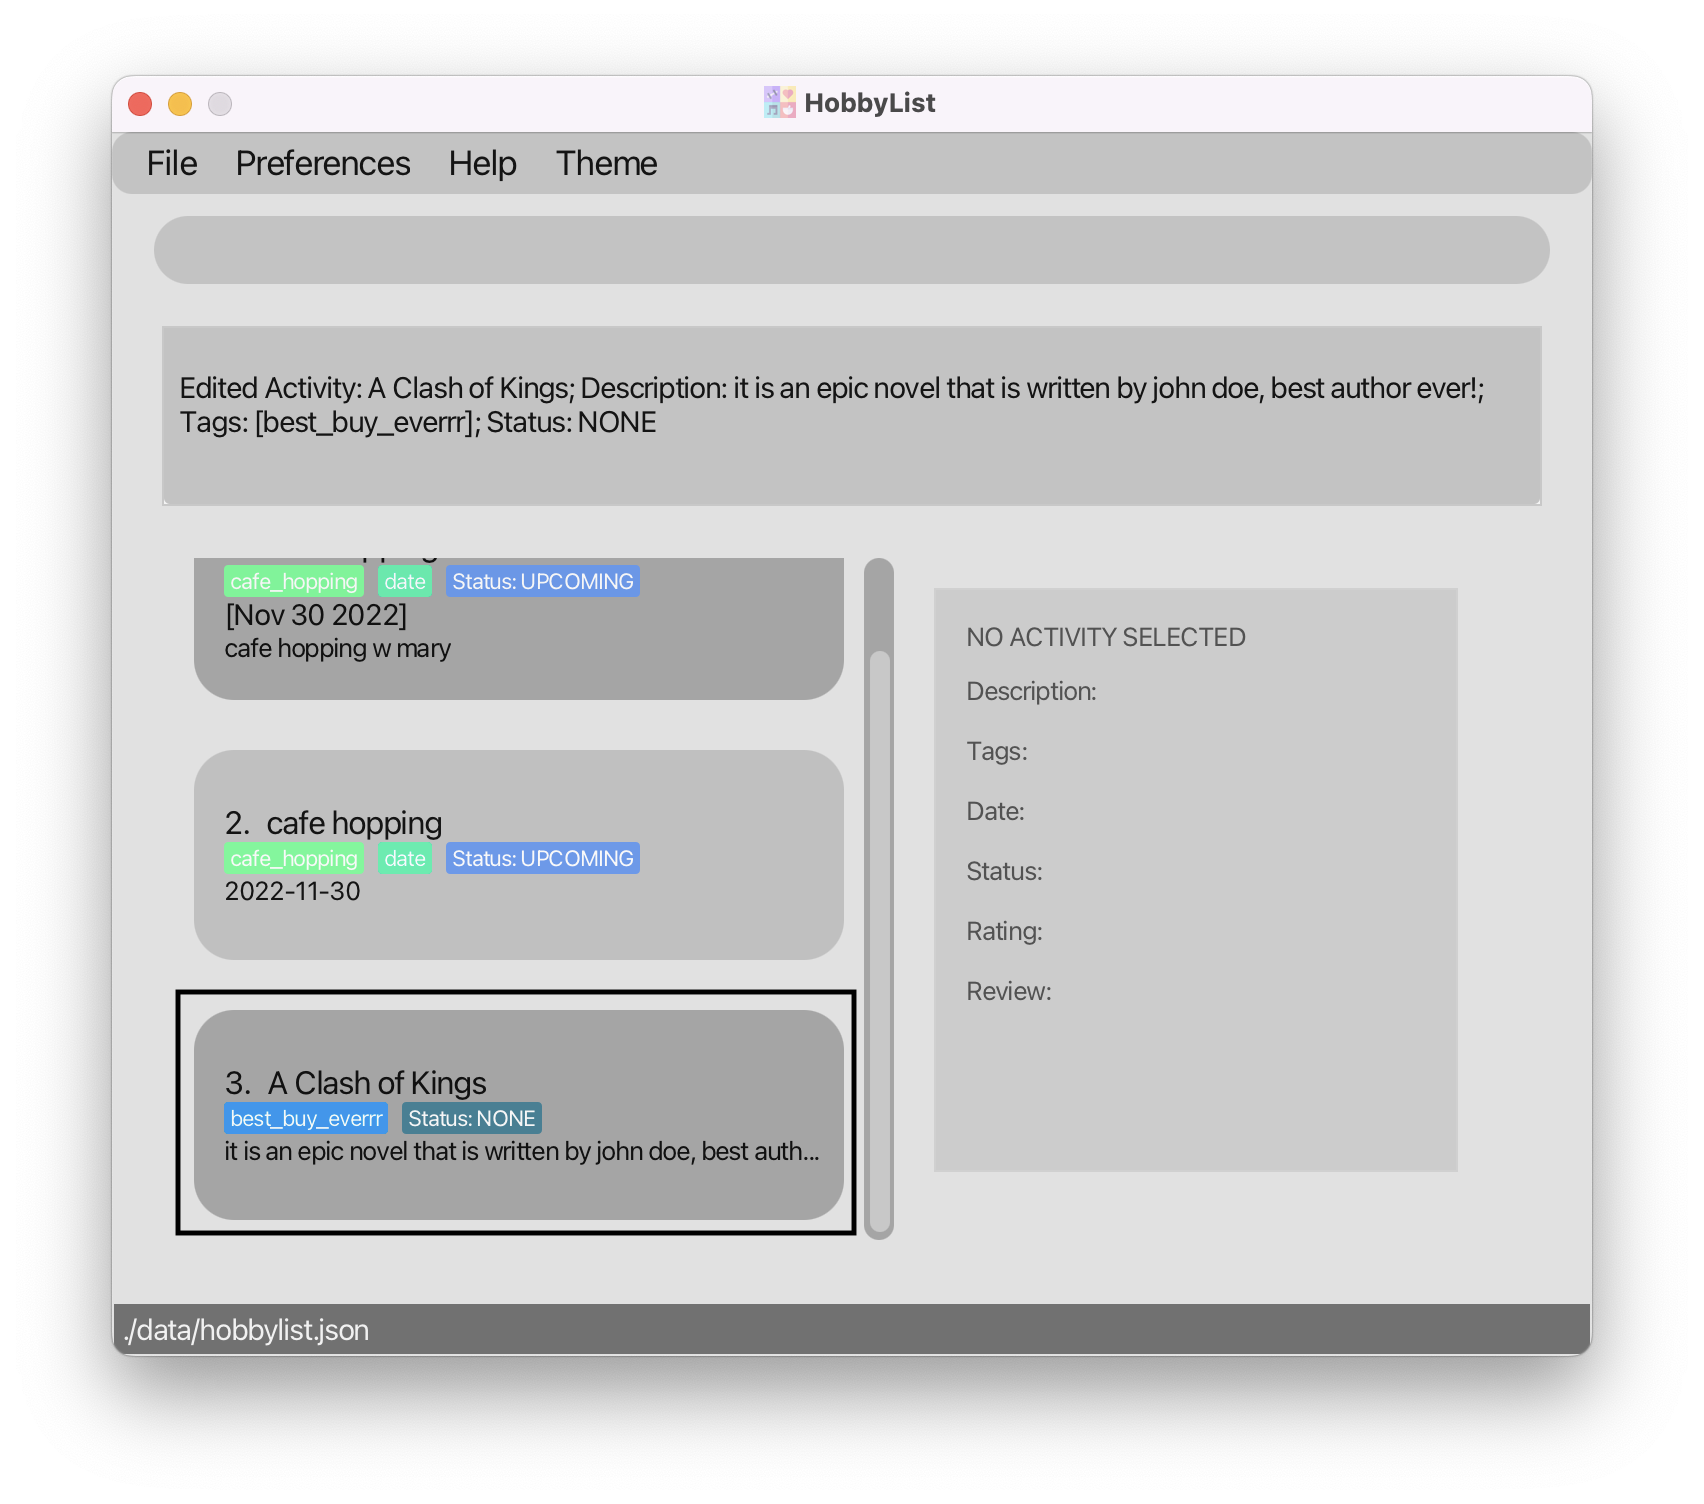 HobbyList
File Preferences Help Theme
Edited Activity: A Clash of Kings; Description: it is an epic novel that is written by john doe, best author ever!;
Tags: [best_buy_everrr]; Status: NONE
cafe_hopping date Status: UPCOMING
[Nov 30 2022]
cafe hopping w mary
2. cafe hopping
cafe_hopping date Status: UPCOMING
2022-11-30
3. A Clash of Kings
best_buy_everrr Status: NONE
it is an epic novel that is written by john doe, best auth...
NO ACTIVITY SELECTED
Description:
Tags:
Date:
Status:
Rating:
Review:
./data/hobbylist.json